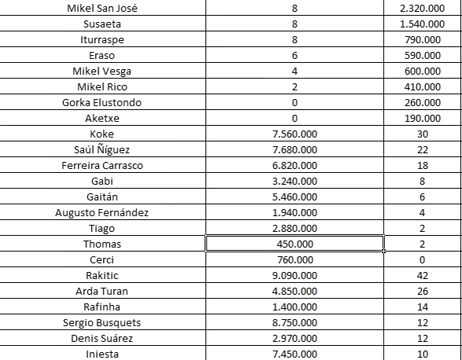 Mikel San José 8 2.320.000
Susaeta 8 1.540.000
Iturraspe 8 790.000
Eraso 6 590.000
Mikel Vesga 4 600.000
Mikel Rico 2 410.000
Gorka Elustondo 0 260.000
Aketxe 0 190.000
Koke 7.560.000 30
Saúl Ñíguez 7.680.000 22
Ferreira Carrasco 6.820.000 18
Gabi 3.240.000 8
Gaitán 5.460.000 6
Augusto Fernández 1.940.000 4
Tiago 2.880.000 2
Thomas 450.000 2
Cerci 760.000 0
Rakitic 9.090.000 42
Arda Turan 4.850.000 26
Rafinha 1.400.000 14
Sergio Busquets 8.750.000 12
Denis Suárez 2.970.000 12
Iniesta 7.450.000 10